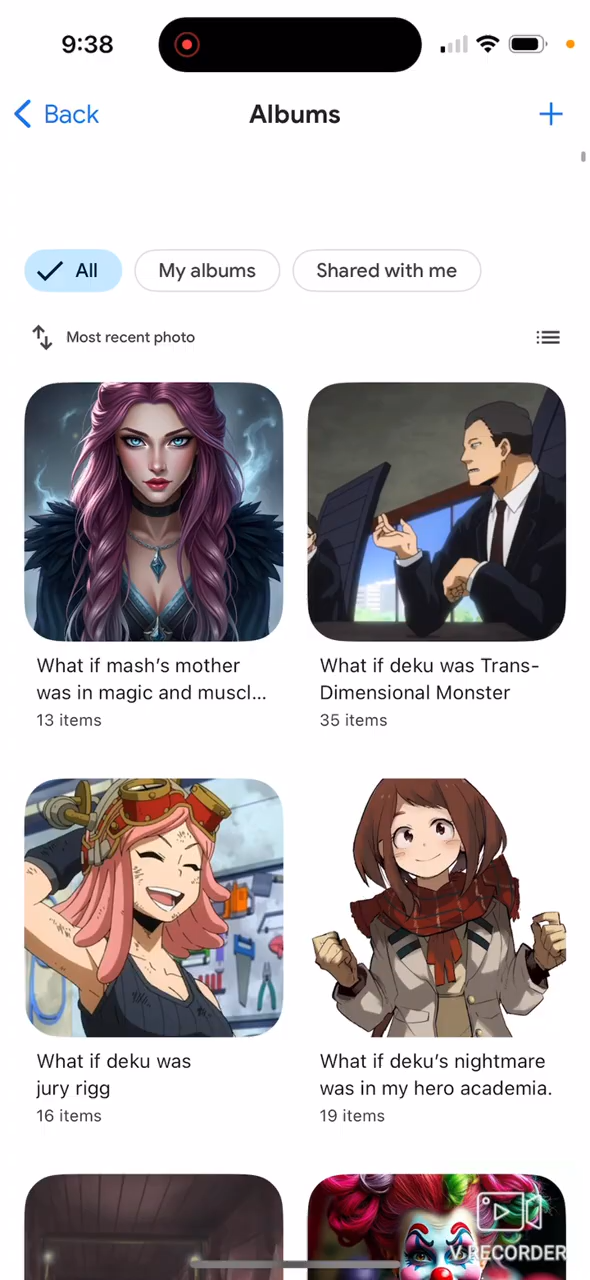 9:38
Back
Albums
All
My albums
Shared with me
Most recent photo
What if mash's mother
was in magic and muscl...
13 items
What if deku was Trans-
Dimensional Monster
35 items
What if deku was
jury rigg
16 items
What if deku's nightmare
was in my hero academia.
19 items
V.RECORDER